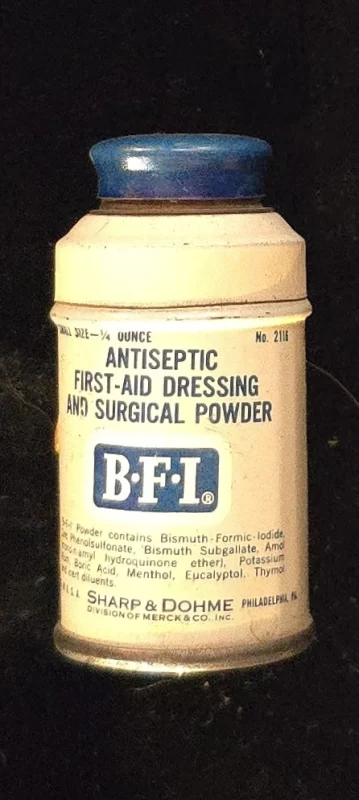 SIZE—¼ OUNCE No. 2116
ANTISEPTIC
FIRST-AID DRESSING
AND SURGICAL POWDER
B·F·I.®
Powder contains Bismuth-Formic-Iodide,
Phenolsulfonate, Bismuth Subgallate, Amol
amyl hydroquinone ether), Potassium
Boric Acid, Menthol, Eucalyptol, Thymol
diluents.
U.S.A. SHARP & DOHME PHILADELPHIA, PA.
DIVISION OF MERCK & CO. INC.